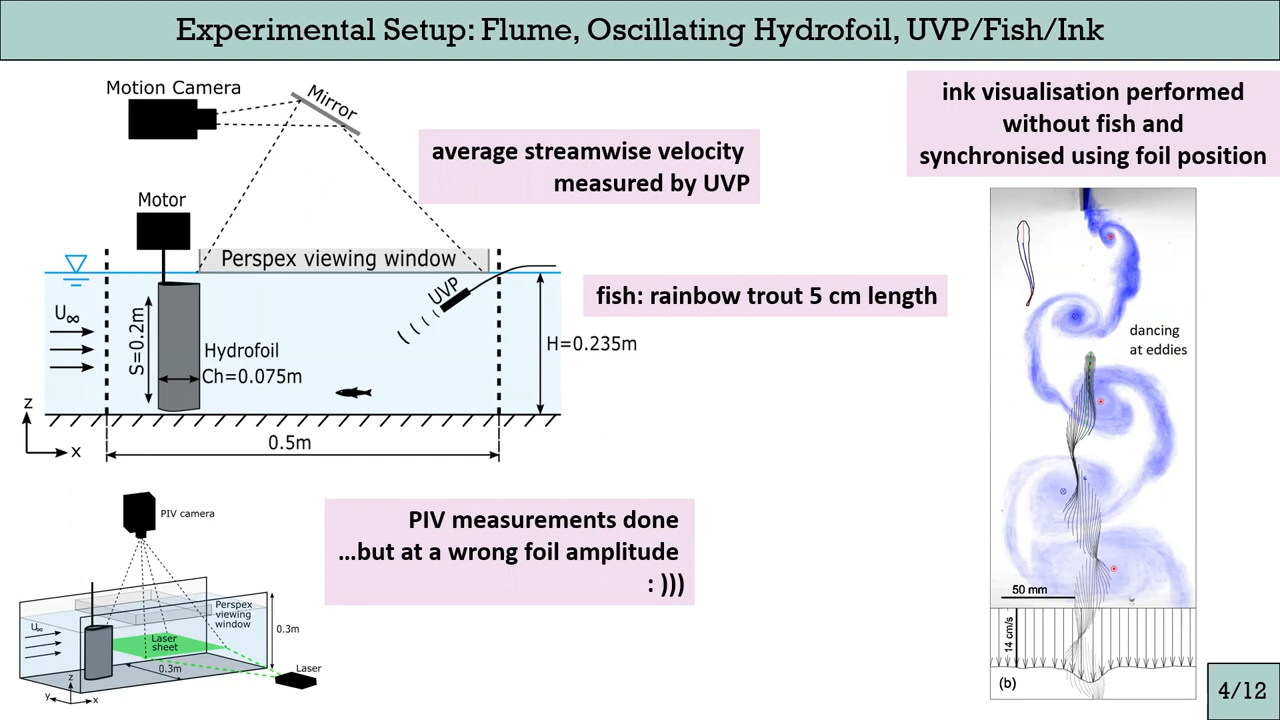 Experimental Setup: Flume, Oscillating Hydrofoil, UVP/Fish/Ink
Motion Camera
Mirror
average streamwise velocity
measured by UVP
Motor
Perspex viewing window
UVP
U∞
S=0.2m
Hydrofoil
Ch=0.075m
H=0.235m
z
x
0.5m
fish: rainbow trout 5 cm length
ink visualisation performed
without fish and
synchronised using foil position
dancing
at eddies
50 mm
14 cm/s
(b)
PIV camera
PIV measurements done
...but at a wrong foil amplitude
: )))
U∞
Perspex
viewing
window
0.3m
Laser
sheet
0.3m
Laser
z
y
x
4/12